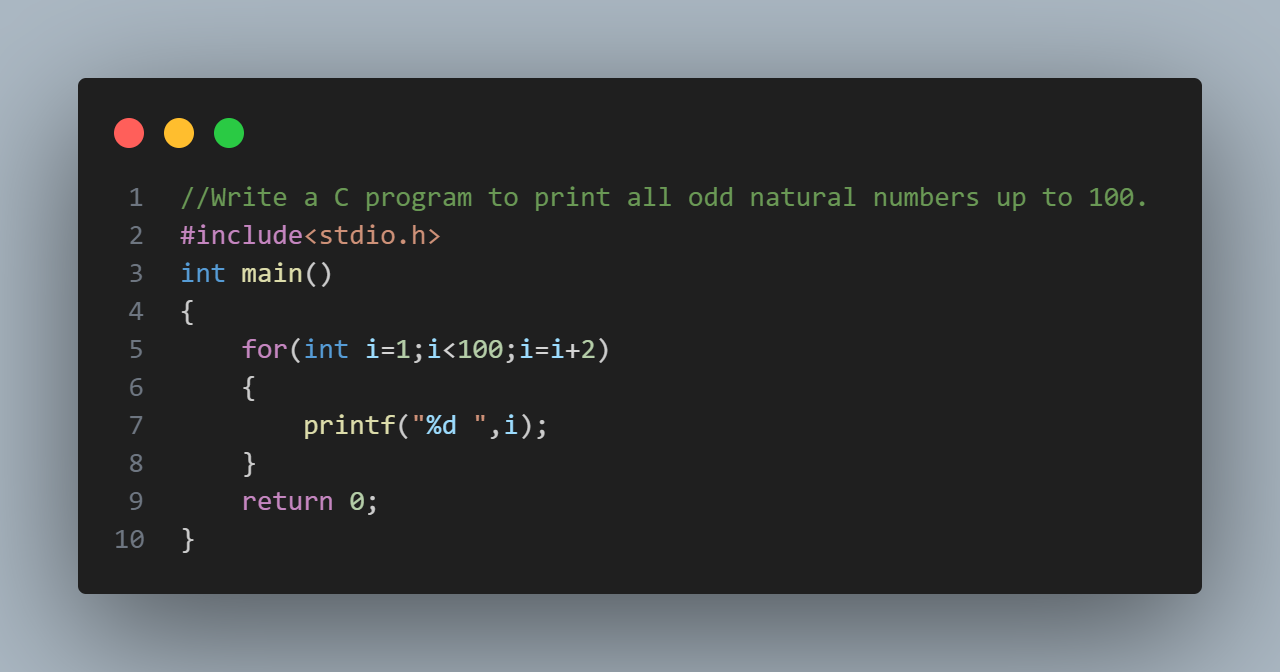 1 //Write a C program to print all odd natural numbers up to 100.
2 #include<stdio.h>
3 int main()
4 {
5     for(int i=1;i<100;i=i+2)
6     {
7         printf("%d ",i);
8     }
9     return 0;
10 }